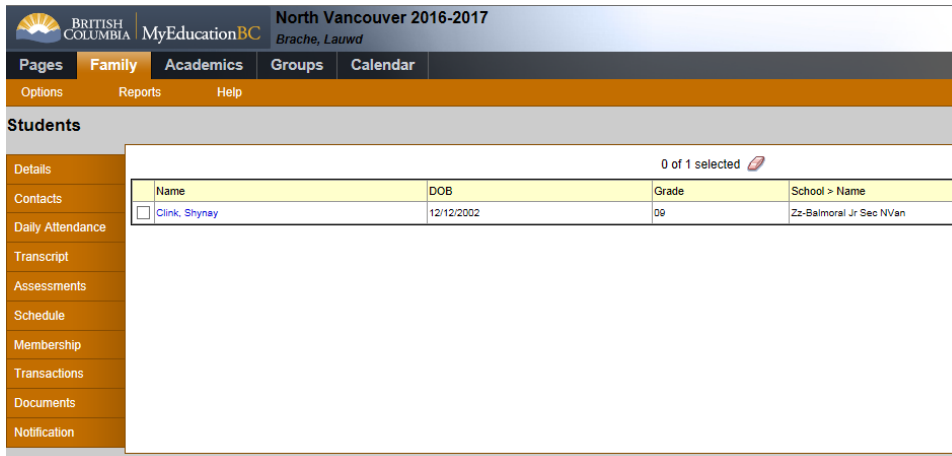 BRITISH COLUMBIA MyEducationBC
North Vancouver 2016-2017
Brache, Lauwd
Pages Family Academics Groups Calendar
Options Reports Help
Students
0 of 1 selected
Name DOB Grade School > Name
Clink, Shynay 12/12/2002 09 Zz-Balmoral Jr Sec NVan
Details
Contacts
Daily Attendance
Transcript
Assessments
Schedule
Membership
Transactions
Documents
Notification